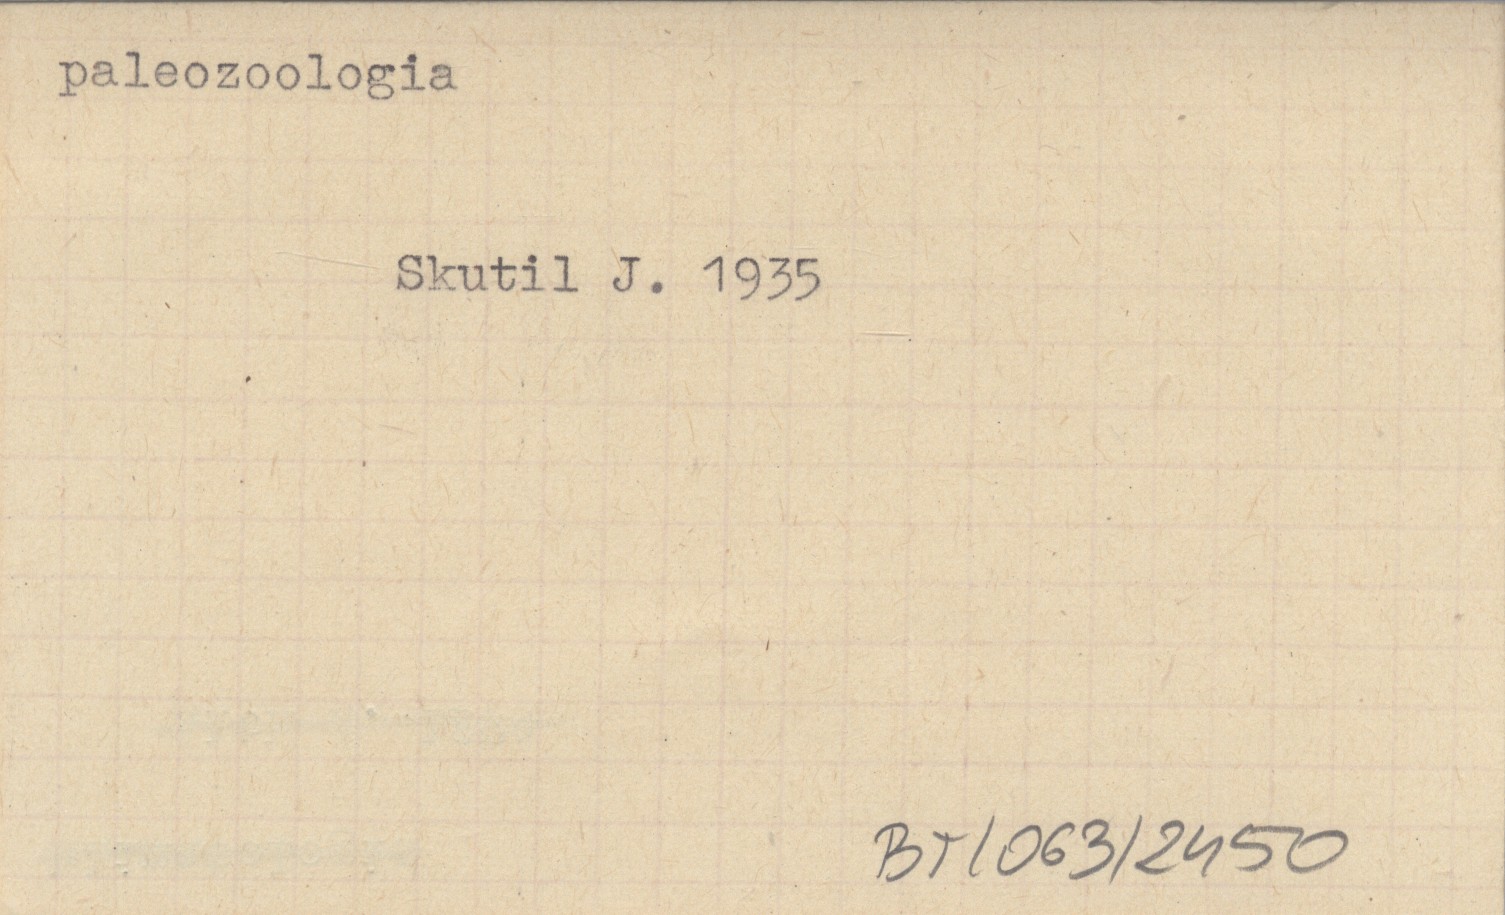 paleozoologia
Skutil J. 1935
BT/063/2450